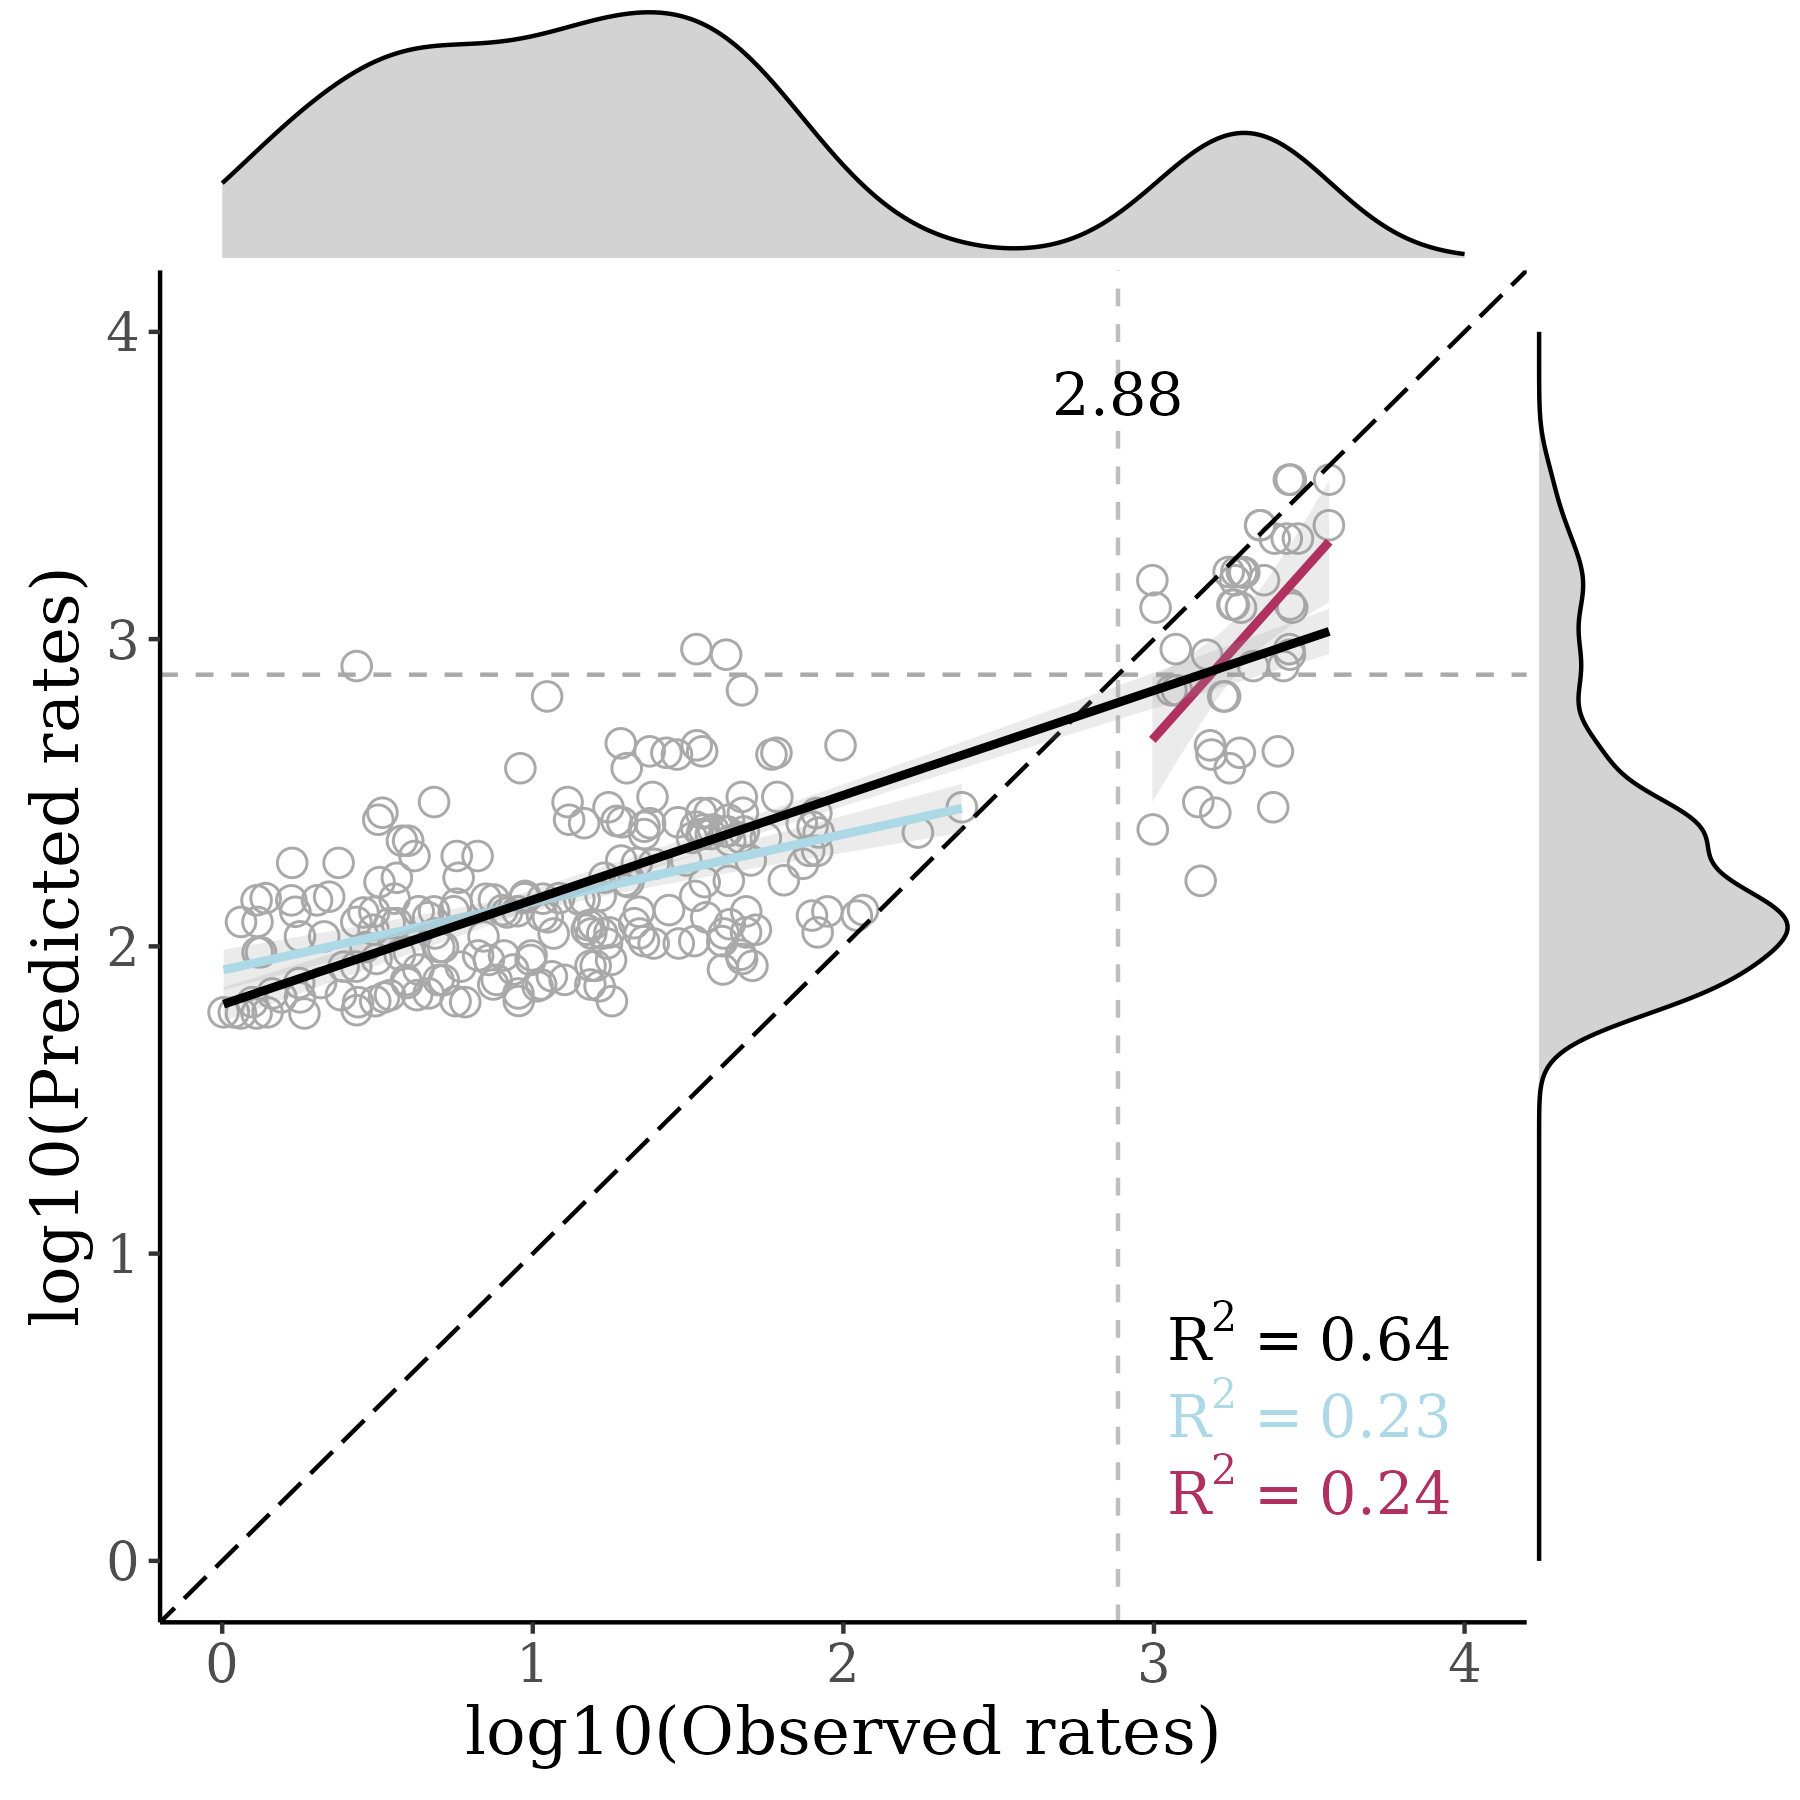 4
3
2
1
0
log10(Predicted rates)
2.88
R² = 0.64
R² = 0.23
R² = 0.24
0 1 2 3 4
log10(Observed rates)